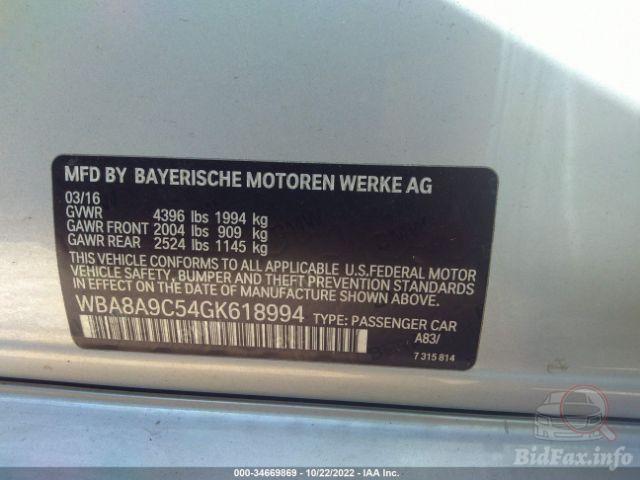 MFD BY BAYERISCHE MOTOREN WERKE AG
03/16
GVWR 4396 lbs 1994 kg
GAWR FRONT 2004 lbs 909 kg
GAWR REAR 2524 lbs 1145 kg
THIS VEHICLE CONFORMS TO ALL APPLICABLE U.S.FEDERAL MOTOR
VEHICLE SAFETY, BUMPER AND THEFT PREVENTION STANDARDS
IN EFFECT ON THE DATE OF MANUFACTURE SHOWN ABOVE.
WBA8A9C54GK618994 TYPE: PASSENGER CAR
A83/
7 315 814
BidFax.info
000-34669869 - 10/22/2022 - IAA Inc.